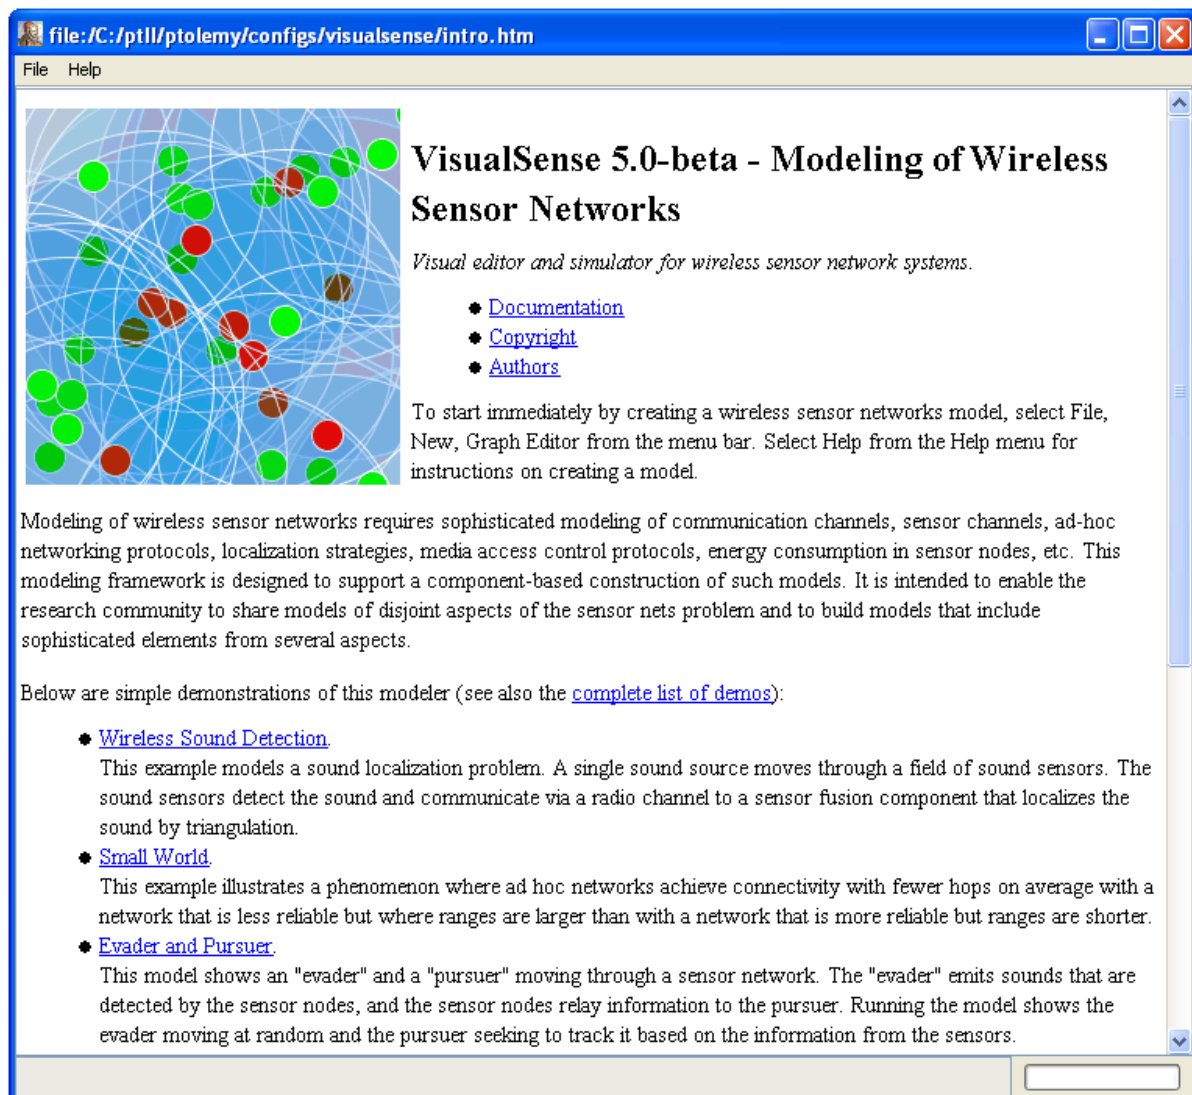 file:/C:/ptII/ptolemy/configs/visualsense/intro.htm
File Help
VisualSense 5.0-beta - Modeling of Wireless
Sensor Networks
Visual editor and simulator for wireless sensor network systems.
Documentation
Copyright
Authors
To start immediately by creating a wireless sensor networks model, select File,
New, Graph Editor from the menu bar. Select Help from the Help menu for
instructions on creating a model.
Modeling of wireless sensor networks requires sophisticated modeling of communication channels, sensor channels, ad-hoc
networking protocols, localization strategies, media access control protocols, energy consumption in sensor nodes, etc. This
modeling framework is designed to support a component-based construction of such models. It is intended to enable the
research community to share models of disjoint aspects of the sensor nets problem and to build models that include
sophisticated elements from several aspects.
Below are simple demonstrations of this modeler (see also the complete list of demos):
Wireless Sound Detection.
This example models a sound localization problem. A single sound source moves through a field of sound sensors. The
sound sensors detect the sound and communicate via a radio channel to a sensor fusion component that localizes the
sound by triangulation.
Small World.
This example illustrates a phenomenon where ad hoc networks achieve connectivity with fewer hops on average with a
network that is less reliable but where ranges are larger than with a network that is more reliable but ranges are shorter.
Evader and Pursuer.
This model shows an "evader" and a "pursuer" moving through a sensor network. The "evader" emits sounds that are
detected by the sensor nodes, and the sensor nodes relay information to the pursuer. Running the model shows the
evader moving at random and the pursuer seeking to track it based on the information from the sensors.